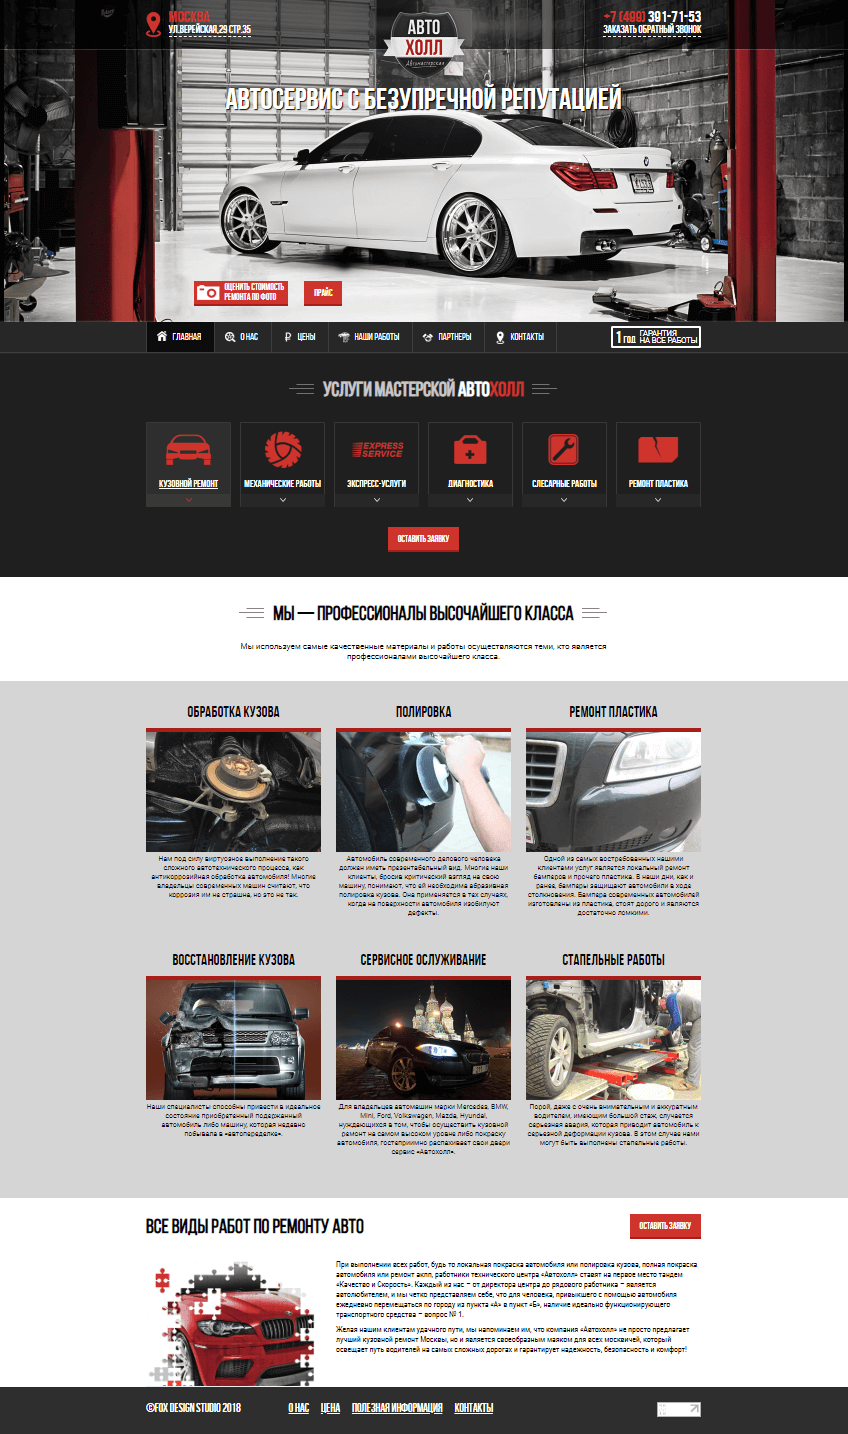 МОСКВА
УЛ.ВЕРЕЙСКАЯ,29 СТР.35
АВТО
ХОЛЛ
Автомастерская
+7 (499) 391-71-53
ЗАКАЗАТЬ ОБРАТНЫЙ ЗВОНОК
АВТОСЕРВИС С БЕЗУПРЕЧНОЙ РЕПУТАЦИЕЙ
ОЦЕНИТЬ СТОИМОСТЬ
РЕМОНТА ПО ФОТО
ПРАЙС
ГЛАВНАЯ
О НАС
ЦЕНЫ
НАШИ РАБОТЫ
ПАРТНЕРЫ
КОНТАКТЫ
1 ГОД ГАРАНТИЯ
НА ВСЕ РАБОТЫ
УСЛУГИ МАСТЕРСКОЙ АВТОХОЛЛ
EXPRESS
SERVICE
КУЗОВНОЙ РЕМОНТ
МЕХАНИЧЕСКИЕ РАБОТЫ
ЭКСПРЕСС-УСЛУГИ
ДИАГНОСТИКА
СЛЕСАРНЫЕ РАБОТЫ
РЕМОНТ ПЛАСТИКА
ОСТАВИТЬ ЗАЯВКУ
МЫ — ПРОФЕССИОНАЛЫ ВЫСОЧАЙШЕГО КЛАССА
Мы используем самые качественные материалы и работы осуществляются теми, кто является
профессионалами высочайшего класса.
ОБРАБОТКА КУЗОВА
Нам под силу виртуозное выполнение такого
сложного автотехнического процесса, как
антикоррозийная обработка автомобиля! Многие
владельцы современных машин считают, что
коррозия им не страшна, но это не так.
ПОЛИРОВКА
Автомобиль современного делового человека
должен иметь презентабельный вид. Многие наши
клиенты, бросив критический взгляд на свою
машину, понимают, что ей необходима абразивная
полировка кузова. Она применяется в тех случаях,
когда на поверхности автомобиля изобилуют
дефекты.
РЕМОНТ ПЛАСТИКА
Одной из самых востребованных нашими
клиентами услуг является локальный ремонт
бамперов и прочего пластика. В наши дни, как и
ранее, бамперы защищают автомобили в ходе
столкновения. Бампера современных автомобилей
изготовлены из пластика, стоят дорого и являются
достаточно ломкими.
ВОССТАНОВЛЕНИЕ КУЗОВА
Наши специалисты способны привести в идеальное
состояние приобретенный подержанный
автомобиль либо машину, которая недавно
побывала в «автопеределке».
СЕРВИСНОЕ ОСЛУЖИВАНИЕ
Для владельцев автомашин марки Mercedes, BMW,
Mini, Ford, Volkswagen, Mazda, Hyundai,
нуждающихся в том, чтобы осуществить кузовной
ремонт на самом высоком уровне либо покраску
автомобиля, гостеприимно распахивает свои двери
сервис «Автохолл».
СТАПЕЛЬНЫЕ РАБОТЫ
Порой, даже с очень внимательным и аккуратным
водителем, имеющим большой стаж, случается
серьезная авария, которая приводит автомобиль к
серьезной деформации кузова. В этом случае нами
могут быть выполнены стапельные работы.
ВСЕ ВИДЫ РАБОТ ПО РЕМОНТУ АВТО
ОСТАВИТЬ ЗАЯВКУ
При выполнении всех работ, будь то локальная покраска автомобиля или полировка кузова, полная покраска
автомобиля или ремонт акпп, работники технического центра «Автохолл» ставят на первое место тандем
«Качество и Скорость». Каждый из нас – от директора центра до рядового работника – является
автолюбителем, и мы четко представляем себе, что для человека, привыкшего с помощью автомобиля
ежедневно перемещаться по городу из пункта «А» в пункт «Б», наличие идеально функционирующего
транспортного средства – вопрос № 1.
Желая нашим клиентам удачного пути, мы напоминаем им, что компания «Автохолл» не просто предлагает
лучший кузовной ремонт Москвы, но и является своеобразным маяком для всех москвичей, который
освещает путь водителей на самых сложных дорогах и гарантирует надежность, безопасность и комфорт!
©FOX DESIGN STUDIO 2018
О НАС
ЦЕНА
ПОЛЕЗНАЯ ИНФОРМАЦИЯ
КОНТАКТЫ